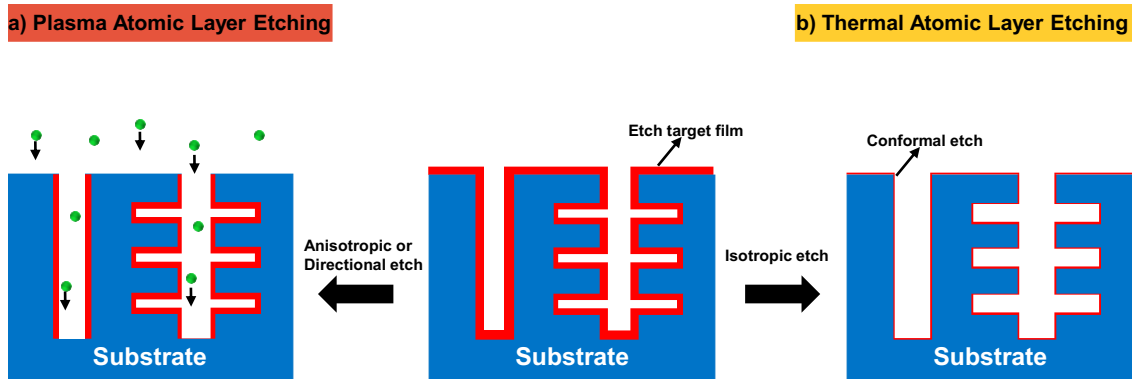 a) Plasma Atomic Layer Etching
b) Thermal Atomic Layer Etching
Etch target film
Conformal etch
Anisotropic or
Directional etch
Isotropic etch
Substrate
Substrate
Substrate